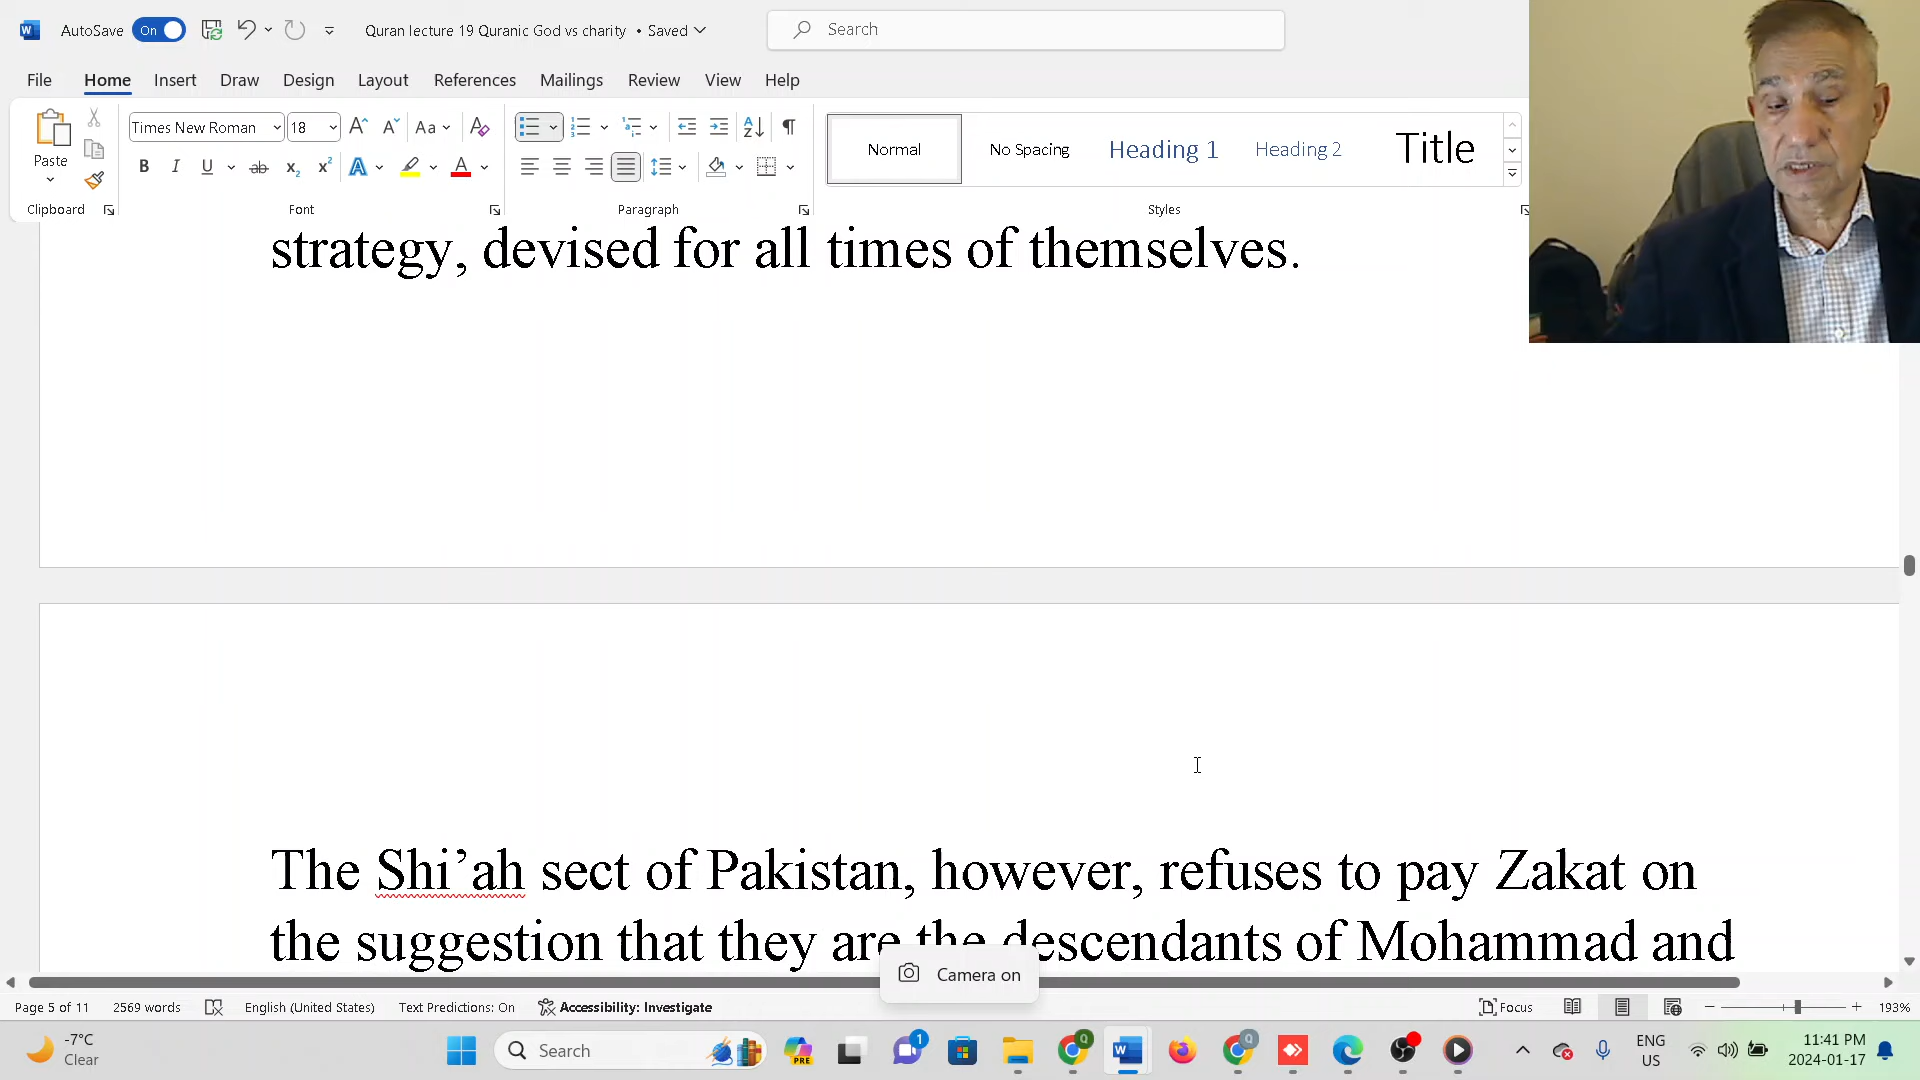 AutoSave On Quran lecture 19 Quranic God vs charity • Saved Search
File Home Insert Draw Design Layout References Mailings Review View Help
Paste Times New Roman 18 Aa Normal No Spacing Heading 1 Heading 2 Title
Clipboard Font Paragraph Styles
strategy, devised for all times of themselves.
The Shi’ah sect of Pakistan, however, refuses to pay Zakat on
the suggestion that they are the descendants of Mohammad and
Camera on
Page 5 of 11 2569 words English (United States) Text Predictions: On Accessibility: Investigate Focus 193%
-7°C
Clear
Search
PRE
1
ENG
US
11:41 PM
2024-01-17